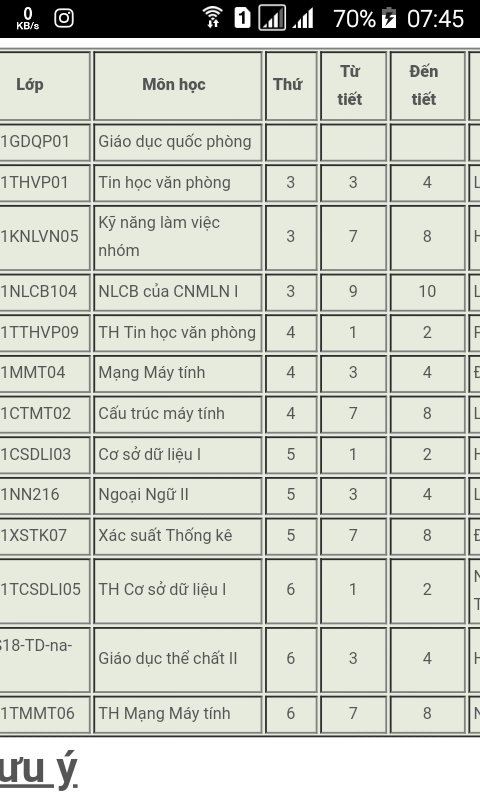 0
KB/s
1
70%
07:45
Lớp Môn học Thứ Từ tiết Đến tiết
1GDQP01 Giáo dục quốc phòng
1THVP01 Tin học văn phòng 3 3 4 L
1KNLVN05 Kỹ năng làm việc nhóm 3 7 8 H
1NLCB104 NLCB của CNMLN I 3 9 10 L
1TTHVP09 TH Tin học văn phòng 4 1 2
1MMT04 Mạng Máy tính 4 3 4 Đ
1CTMT02 Cấu trúc máy tính 4 7 8 L
1CSDLI03 Cơ sở dữ liệu I 5 1 2 H
1NN216 Ngoại Ngữ II 5 3 4 L
1XSTK07 Xác suất Thống kê 5 7 8 Đ
1TCSDLI05 TH Cơ sở dữ liệu I 6 1 2 N T
S18-TD-na- Giáo dục thể chất II 6 3 4 H
1TMMT06 TH Mạng Máy tính 6 7 8 N
ưu ý